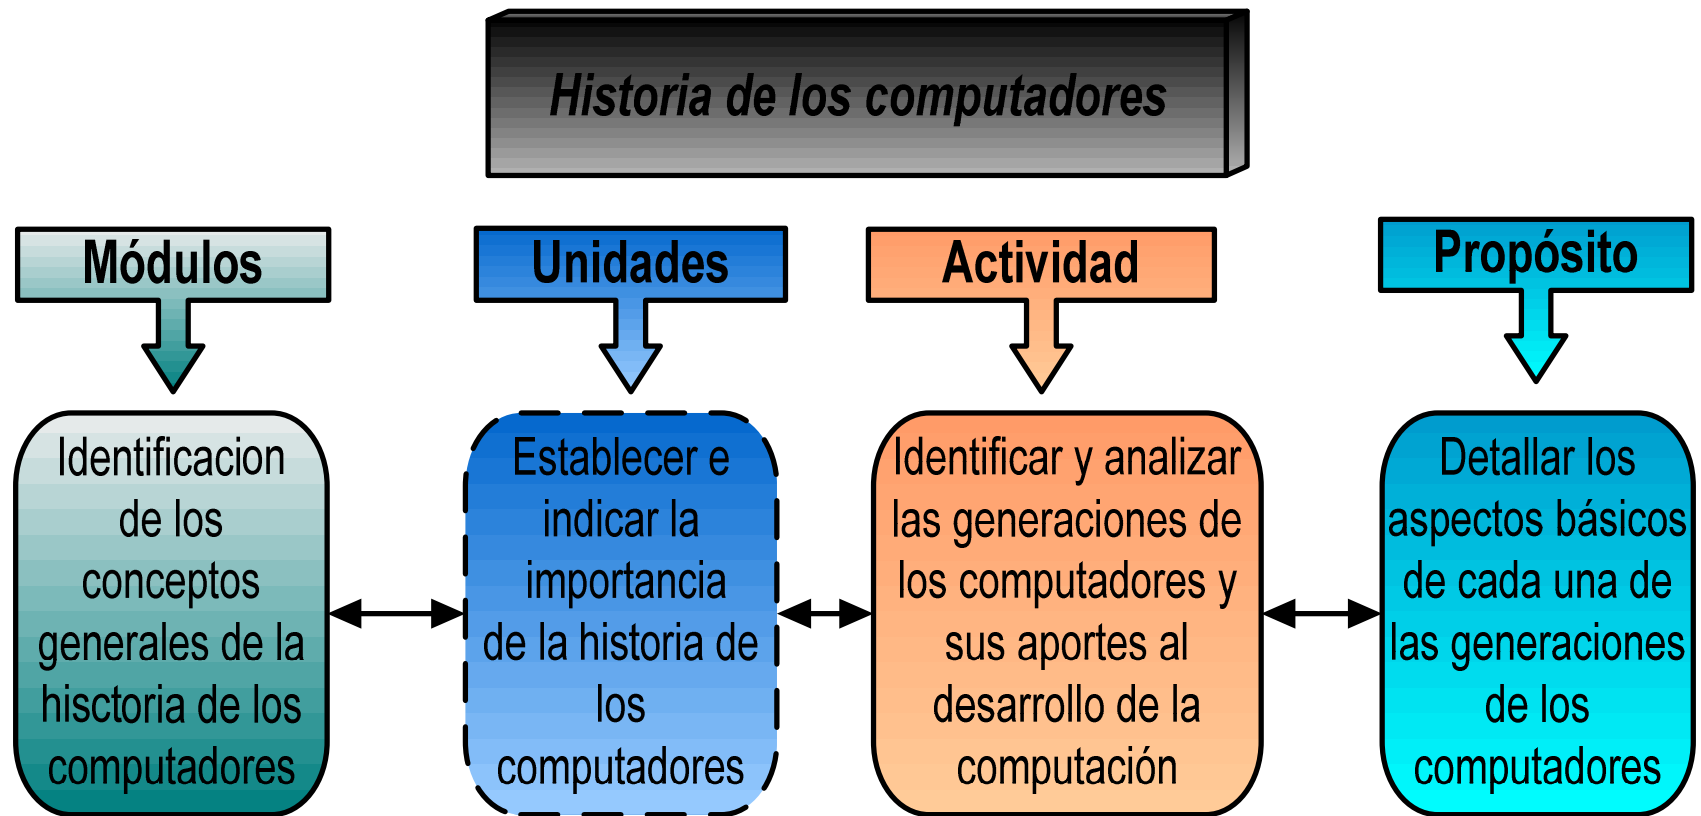 Historia de los computadores
Módulos
Unidades
Actividad
Propósito
Identificacion
de los
conceptos
generales de la
hisctoria de los
computadores
Establecer e
indicar la
importancia
de la historia de
los
computadores
Identificar y analizar
las generaciones de
los computadores y
sus aportes al
desarrollo de la
computación
Detallar los
aspectos básicos
de cada una de
las generaciones
de los
computadores